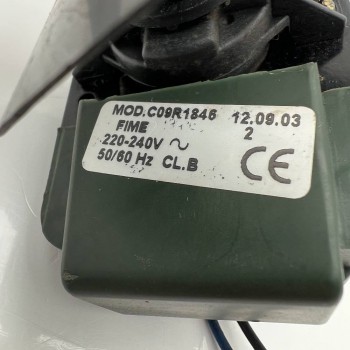 MOD.C09R1846 12.09.03
FIME 2
220-240V ~
50/60 Hz CL.B CE